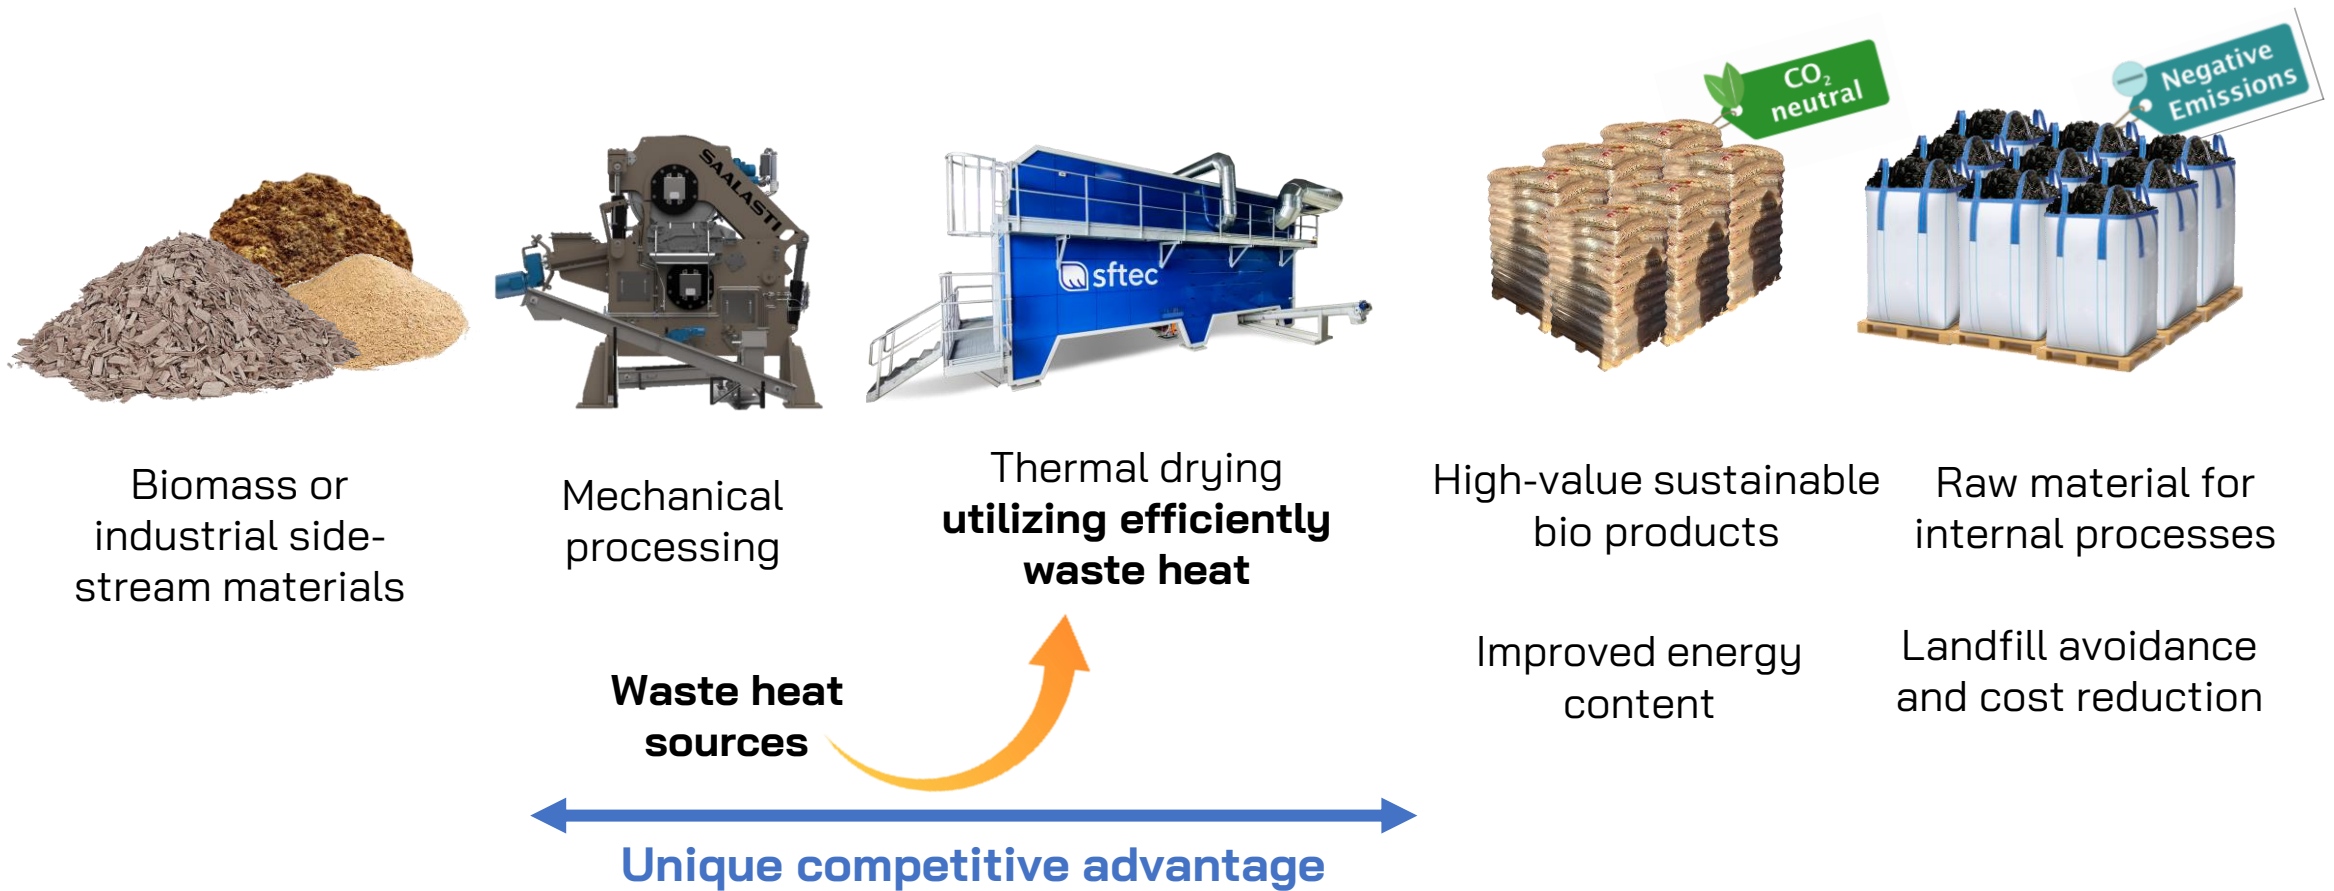 CO₂
neutral
Negative
Emissions
SAALASTI
sftec
Biomass or
industrial side-
stream materials
Mechanical
processing
Thermal drying
utilizing efficiently
waste heat
High-value sustainable
bio products
Raw material for
internal processes
Improved energy
content
Landfill avoidance
and cost reduction
Waste heat
sources
Unique competitive advantage